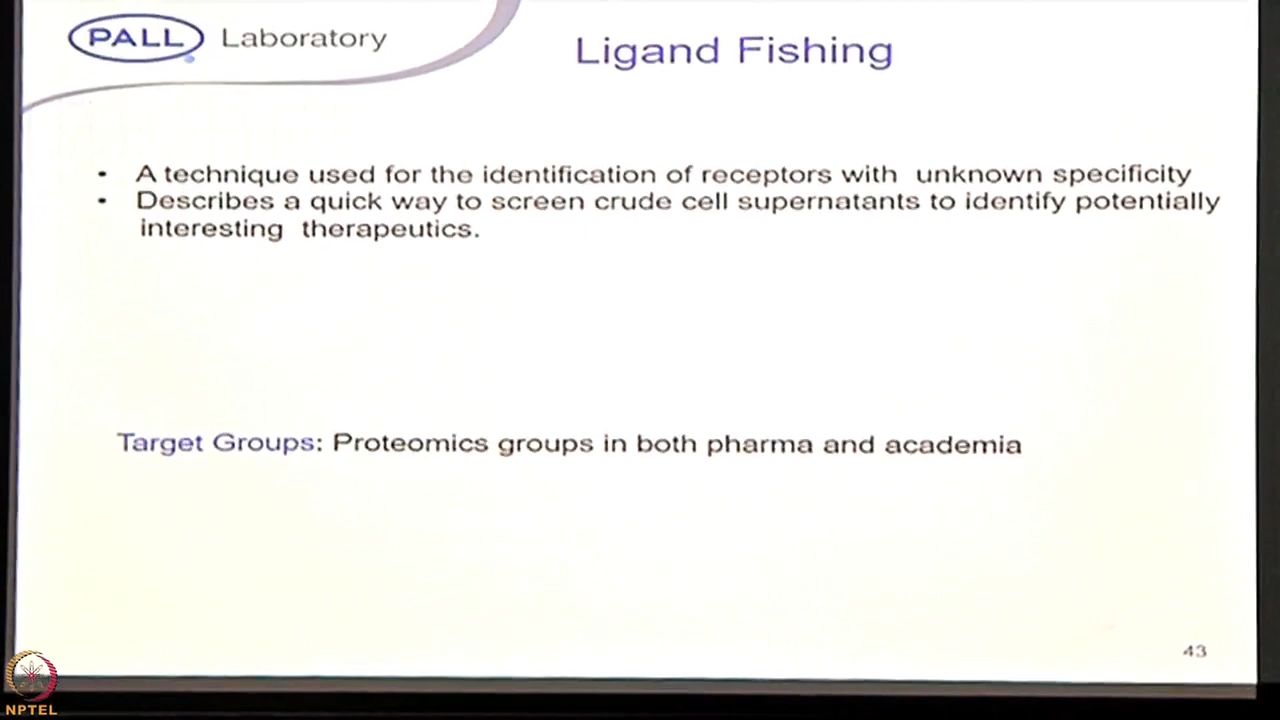 PALL Laboratory
Ligand Fishing
• A technique used for the identification of receptors with unknown specificity
• Describes a quick way to screen crude cell supernatants to identify potentially
interesting therapeutics.
Target Groups: Proteomics groups in both pharma and academia
43
NPTEL